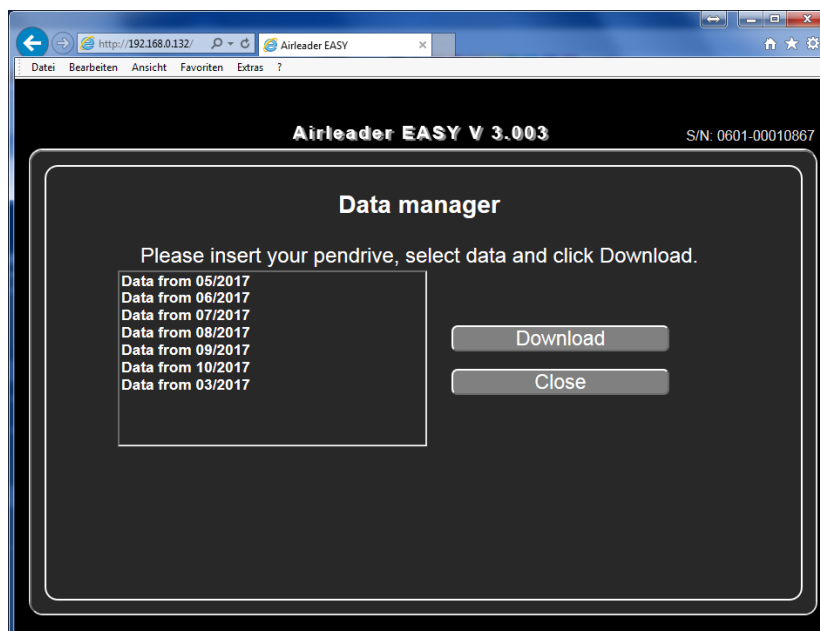 http://192.168.0.132/
Airleader EASY
Datei Bearbeiten Ansicht Favoriten Extras ?
Airleader EASY V 3.003
S/N: 0601-00010867
Data manager
Please insert your pendrive, select data and click Download.
Data from 05/2017
Data from 06/2017
Data from 07/2017
Data from 08/2017
Data from 09/2017
Data from 10/2017
Data from 03/2017
Download
Close